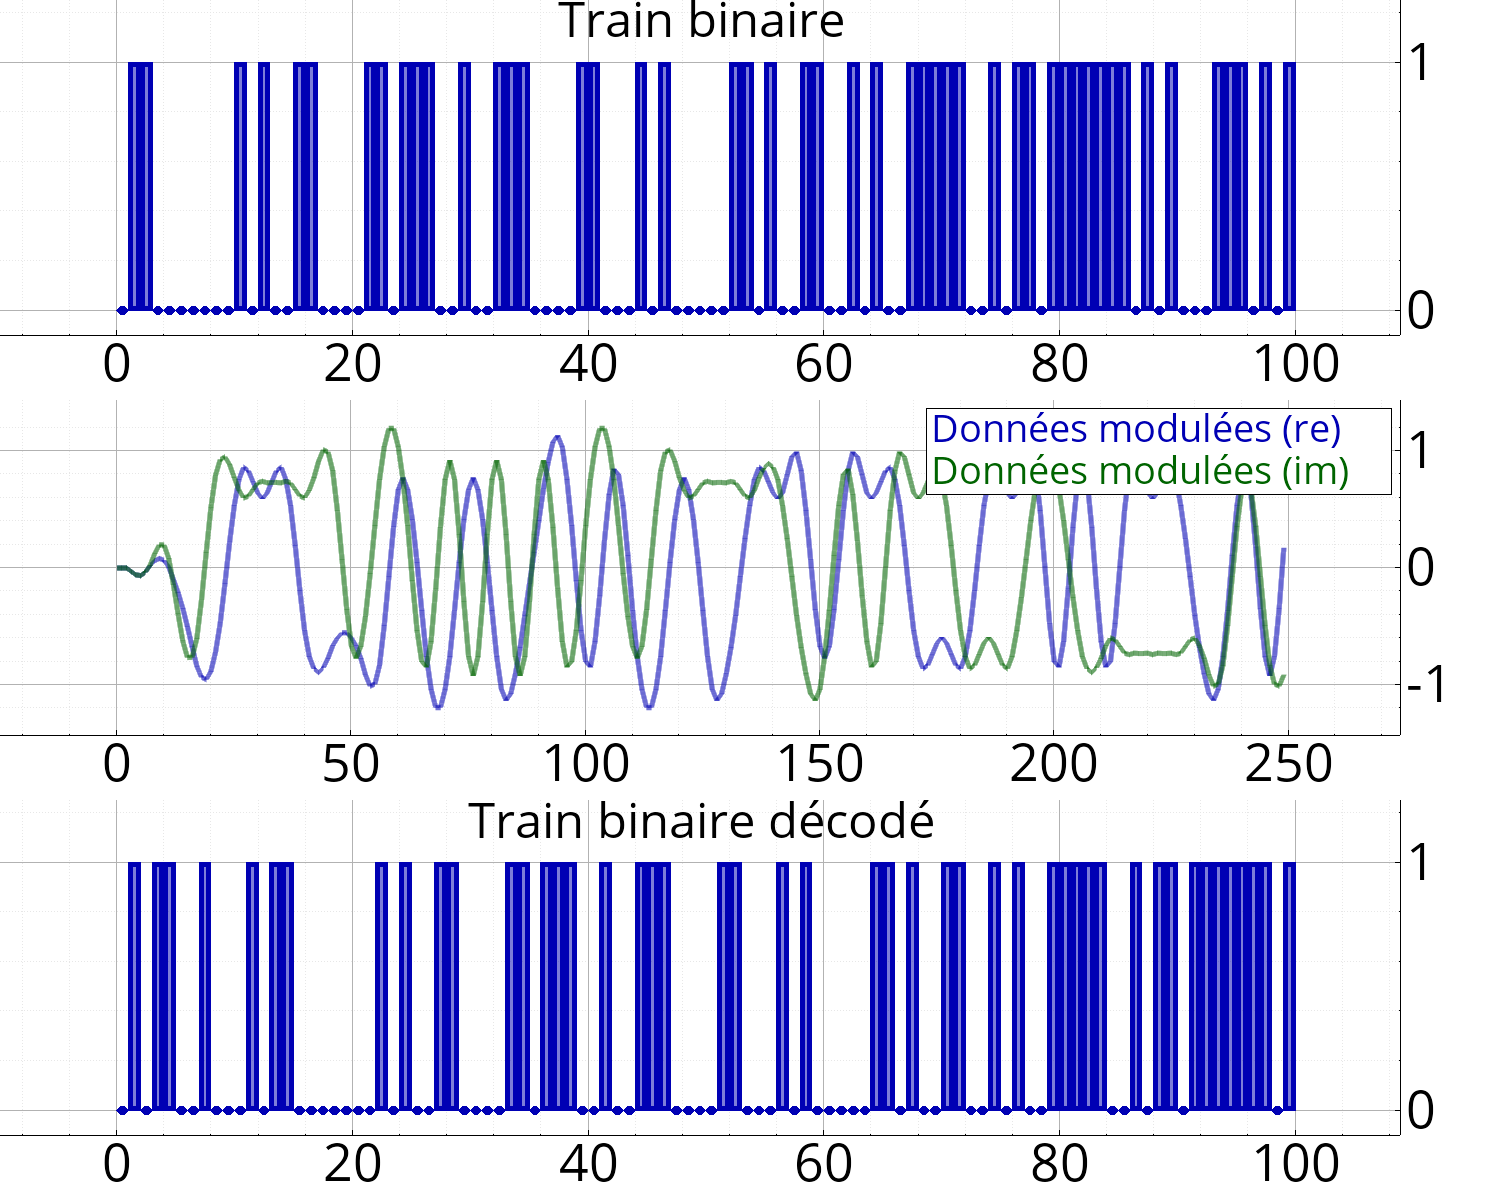 Train binaire
1
0
0 20 40 60 80 100
Données modulées (re)
Données modulées (im)
1
0
-1
0 50 100 150 200 250
Train binaire décodé
1
0
0 20 40 60 80 100